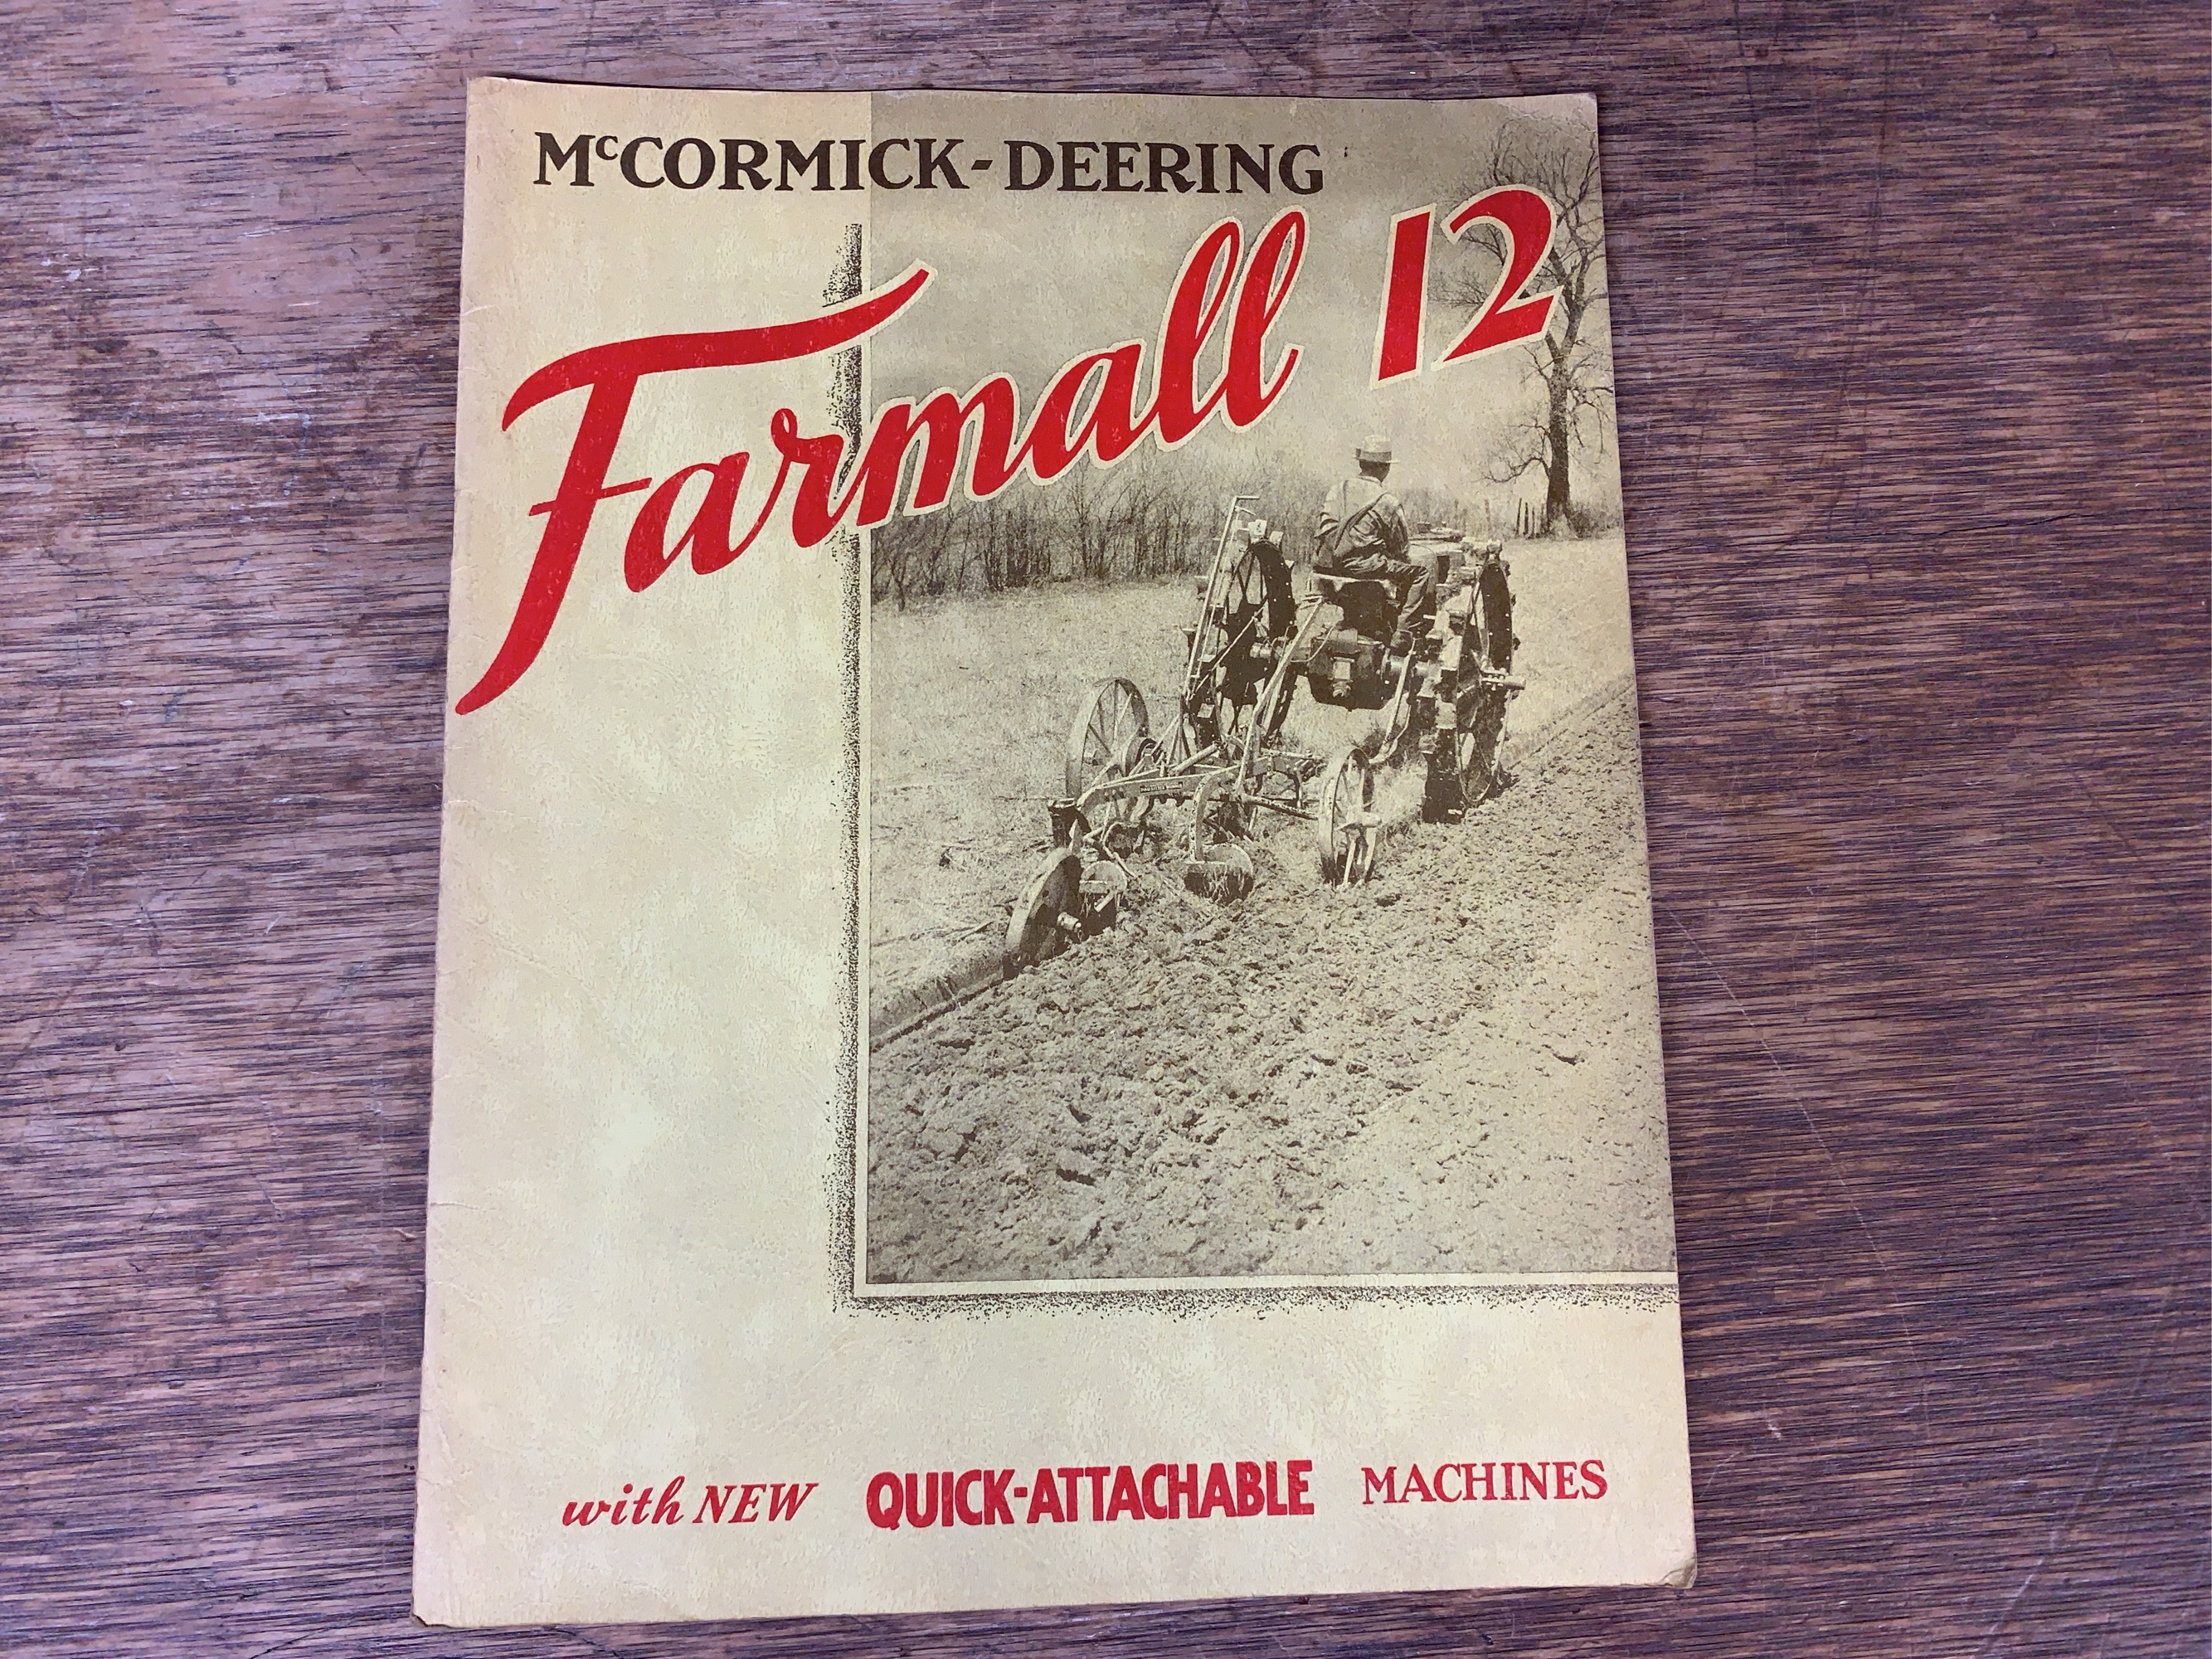 McCORMICK-DEERING
Farmall 12
with NEW QUICK-ATTACHABLE MACHINES